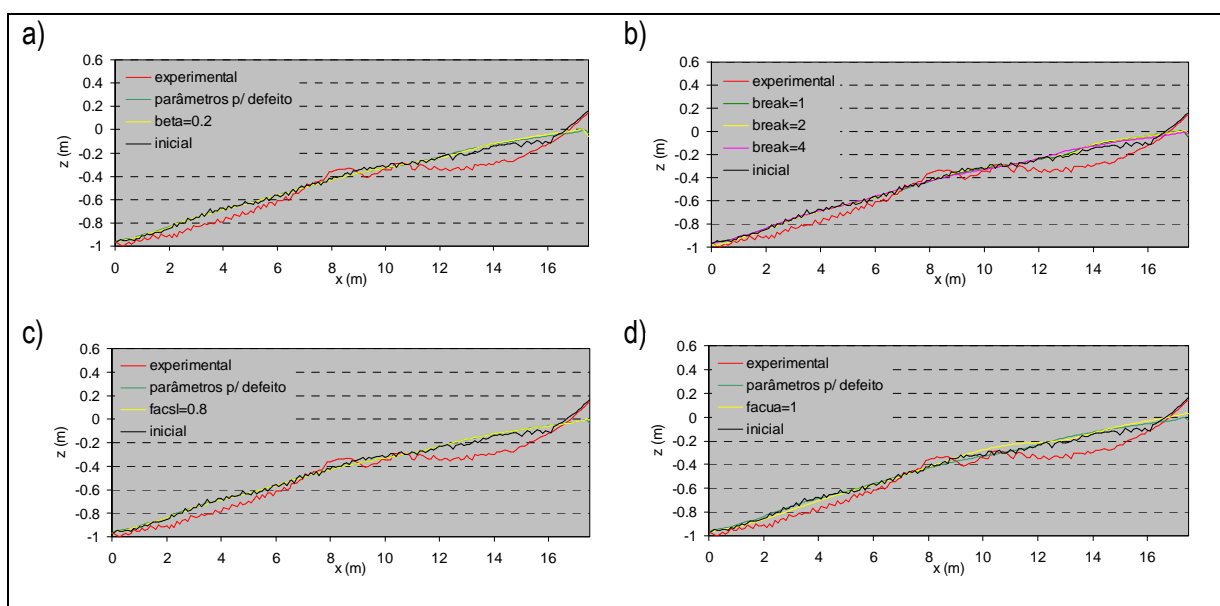 a)
0.6
0.4
0.2
0
-0.2
-0.4
-0.6
-0.8
-1
z (m)
experimental
parâmetros p/ defeito
beta=0.2
inicial
0 2 4 6 8 10 12 14 16
x (m)
b)
0.6
0.4
0.2
0
-0.2
-0.4
-0.6
-0.8
-1
z (m)
experimental
break=1
break=2
break=4
inicial
0 2 4 6 8 10 12 14 16
x (m)
c)
0.6
0.4
0.2
0
-0.2
-0.4
-0.6
-0.8
-1
z (m)
experimental
parâmetros p/ defeito
facsl=0.8
inicial
0 2 4 6 8 10 12 14 16
x (m)
d)
0.6
0.4
0.2
0
-0.2
-0.4
-0.6
-0.8
-1
z (m)
experimental
parâmetros p/ defeito
facua=1
inicial
0 2 4 6 8 10 12 14 16
x (m)